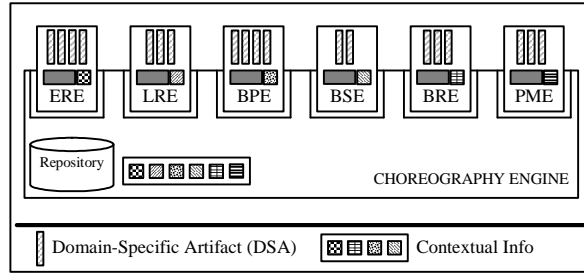 ERE LRE BPE BSE BRE PME
Repository
CHOREOGRAPHY ENGINE
Domain-Specific Artifact (DSA) Contextual Info